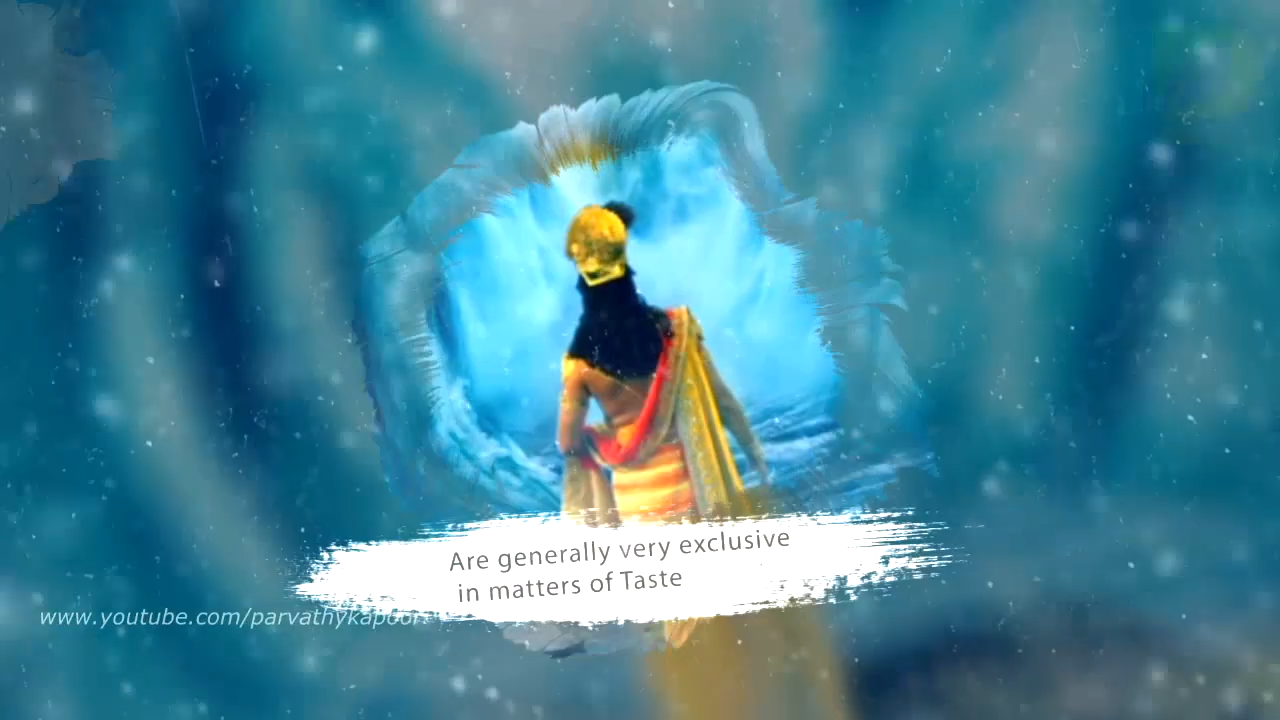 Are generally very exclusive
in matters of Taste
www.youtube.com/parvathykapoor